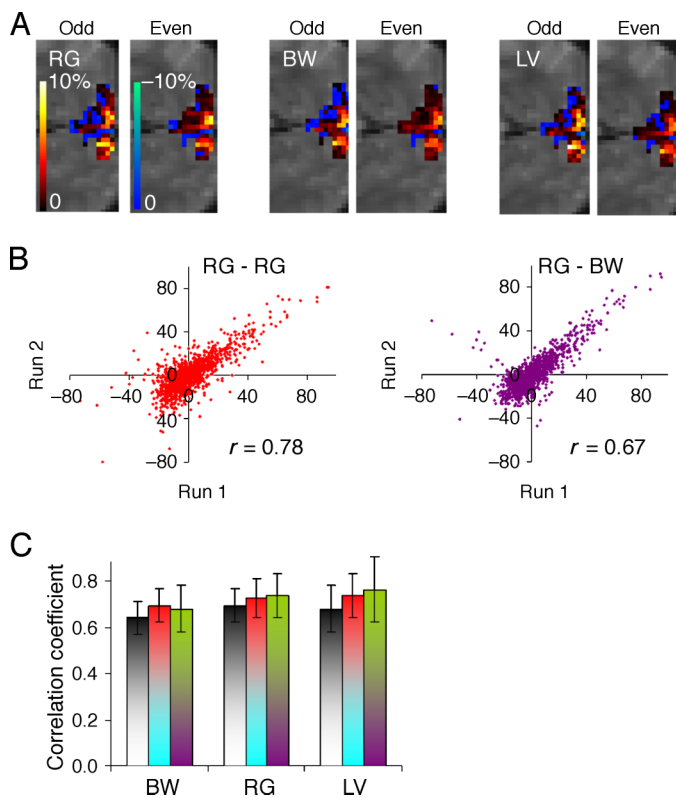 A
Odd Even Odd Even Odd Even
RG BW LV
10% −10%
0 0
B
RG - RG RG - BW
80 80
40 40
Run 2 Run 2
−80 −40 0 40 80 −80 −40 0 40 80
40 40
−80 −80
r = 0.78 r = 0.67
Run 1 Run 1
C
Correlation coefficient
0.8
0.6
0.4
0.2
0.0
BW RG LV